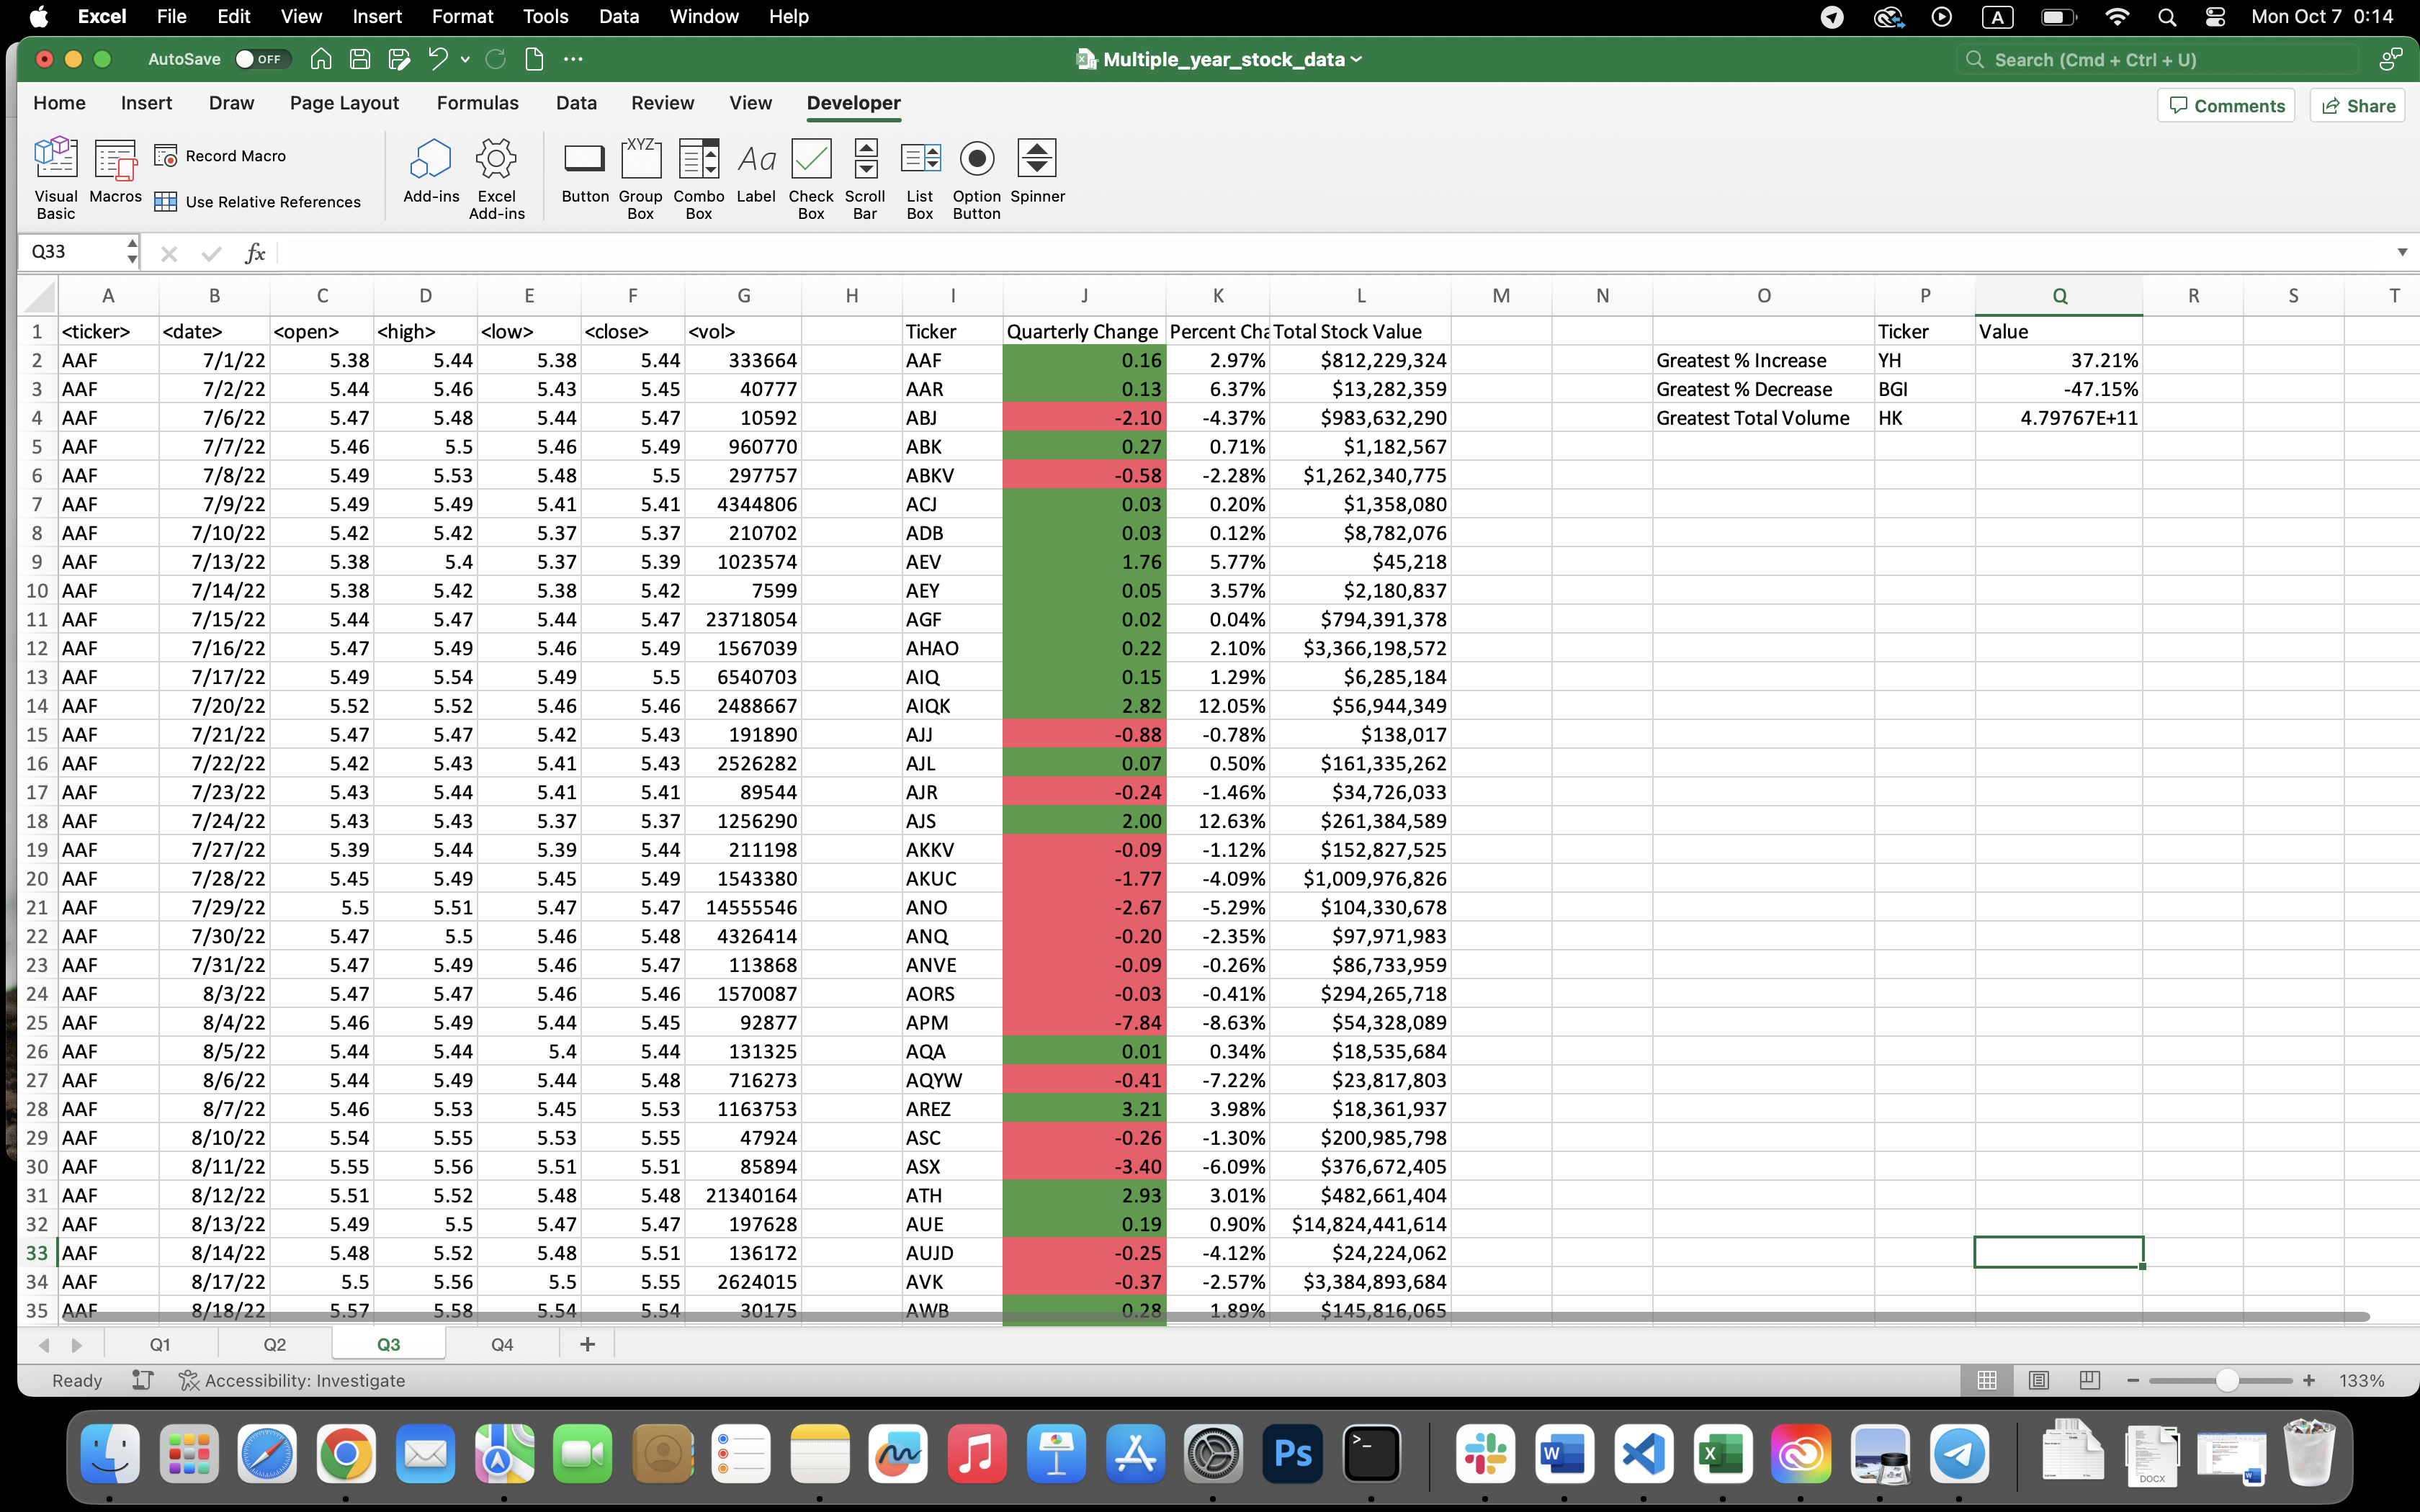 Excel File Edit View Insert Format Tools Data Window Help A Mon Oct 7 0:14
AutoSave OFF Multiple_year_stock_data Search (Cmd + Ctrl + U)
Home Insert Draw Page Layout Formulas Data Review View Developer Comments Share
Visual Basic Macros Record Macro Use Relative References Add-ins Excel Add-ins Button XYZ Group Box Combo Box Aa Label Check Box Scroll Bar List Box Option Button Spinner
Q33 fx
A B C D E F G H I J K L M N O P Q R S T
1 <ticker> <date> <open> <high> <low> <close> <vol> Ticker Quarterly Change Percent Cha Total Stock Value Ticker Value
2 AAF 7/1/22 5.38 5.44 5.38 5.44 333664 AAF 0.16 2.97% $812,229,324 Greatest % Increase YH 37.21%
3 AAF 7/2/22 5.44 5.46 5.43 5.45 40777 AAR 0.13 6.37% $13,282,359 Greatest % Decrease BGI -47.15%
4 AAF 7/6/22 5.47 5.48 5.44 5.47 10592 ABJ -2.10 -4.37% $983,632,290 Greatest Total Volume HK 4.79767E+11
5 AAF 7/7/22 5.46 5.5 5.46 5.49 960770 ABK 0.27 0.71% $1,182,567
6 AAF 7/8/22 5.49 5.53 5.48 5.5 297757 ABKV -0.58 -2.28% $1,262,340,775
7 AAF 7/9/22 5.49 5.49 5.41 5.41 4344806 ACJ 0.03 0.20% $1,358,080
8 AAF 7/10/22 5.42 5.42 5.37 5.37 210702 ADB 0.03 0.12% $8,782,076
9 AAF 7/13/22 5.38 5.4 5.37 5.39 1023574 AEV 1.76 5.77% $45,218
10 AAF 7/14/22 5.38 5.42 5.38 5.42 7599 AEY 0.05 3.57% $2,180,837
11 AAF 7/15/22 5.44 5.47 5.44 5.47 23718054 AGF 0.02 0.04% $794,391,378
12 AAF 7/16/22 5.47 5.49 5.46 5.49 1567039 AHAO 0.22 2.10% $3,366,198,572
13 AAF 7/17/22 5.49 5.54 5.49 5.5 6540703 AIQ 0.15 1.29% $6,285,184
14 AAF 7/20/22 5.52 5.52 5.46 5.46 2488667 AIQK 2.82 12.05% $56,944,349
15 AAF 7/21/22 5.47 5.47 5.42 5.43 191890 AJJ -0.88 -0.78% $138,017
16 AAF 7/22/22 5.42 5.43 5.41 5.43 2526282 AJL 0.07 0.50% $161,335,262
17 AAF 7/23/22 5.43 5.44 5.41 5.41 89544 AJR -0.24 -1.46% $34,726,033
18 AAF 7/24/22 5.43 5.43 5.37 5.37 1256290 AJS 2.00 12.63% $261,384,589
19 AAF 7/27/22 5.39 5.44 5.39 5.44 211198 AKKV -0.09 -1.12% $152,827,525
20 AAF 7/28/22 5.45 5.49 5.45 5.49 1543380 AKUC -1.77 -4.09% $1,009,976,826
21 AAF 7/29/22 5.5 5.51 5.47 5.47 14555546 ANO -2.67 -5.29% $104,330,678
22 AAF 7/30/22 5.47 5.5 5.46 5.48 4326414 ANQ -0.20 -2.35% $97,971,983
23 AAF 7/31/22 5.47 5.49 5.46 5.47 113868 ANVE -0.09 -0.26% $86,733,959
24 AAF 8/3/22 5.47 5.47 5.46 5.46 1570087 AORS -0.03 -0.41% $294,265,718
25 AAF 8/4/22 5.46 5.49 5.44 5.45 92877 APM -7.84 -8.63% $54,328,089
26 AAF 8/5/22 5.44 5.44 5.4 5.44 131325 AQA 0.01 0.34% $18,535,684
27 AAF 8/6/22 5.44 5.49 5.44 5.48 716273 AQYW -0.41 -7.22% $23,817,803
28 AAF 8/7/22 5.46 5.53 5.45 5.53 1163753 AREZ 3.21 3.98% $18,361,937
29 AAF 8/10/22 5.54 5.55 5.53 5.55 47924 ASC -0.26 -1.30% $200,985,798
30 AAF 8/11/22 5.55 5.56 5.51 5.51 85894 ASX -3.40 -6.09% $376,672,405
31 AAF 8/12/22 5.51 5.52 5.48 5.48 21340164 ATH 2.93 3.01% $482,661,404
32 AAF 8/13/22 5.49 5.5 5.47 5.47 197628 AUE 0.19 0.90% $14,824,441,614
33 AAF 8/14/22 5.48 5.52 5.48 5.51 136172 AUJD -0.25 -4.12% $24,224,062
34 AAF 8/17/22 5.5 5.56 5.5 5.55 2624015 AVK -0.37 -2.57% $3,384,893,684
35 AAF 8/18/22 5.57 5.58 5.54 5.54 30175 AWB 0.28 1.89% $145,816,065
Q1 Q2 Q3 Q4 +
Ready Accessibility: Investigate 133%
Ps W X DOCX